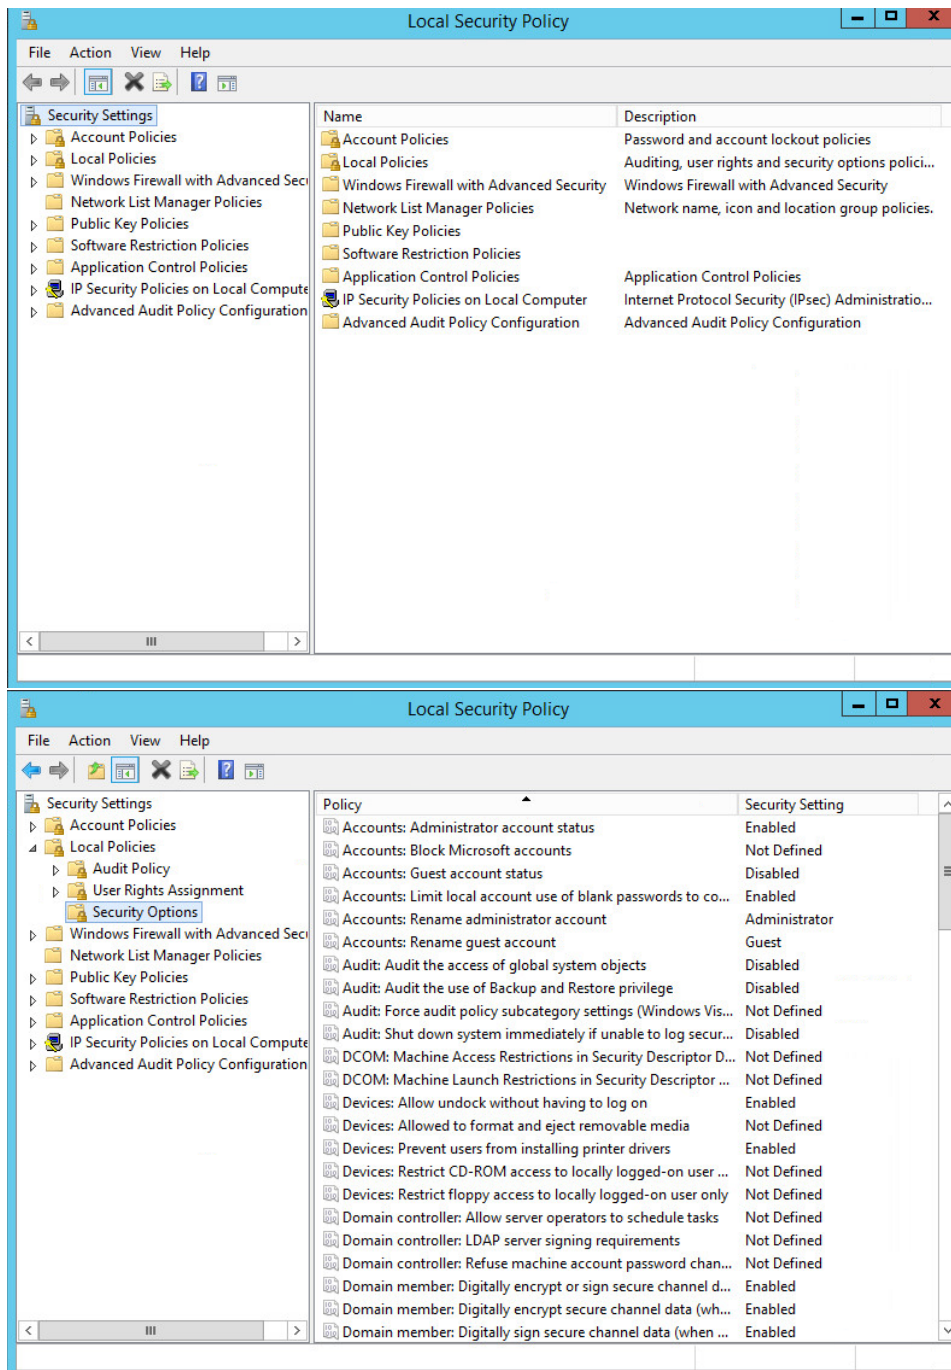 Local Security Policy
File Action View Help
Security Settings
Account Policies
Local Policies
Windows Firewall with Advanced Secu
Network List Manager Policies
Public Key Policies
Software Restriction Policies
Application Control Policies
IP Security Policies on Local Compute
Advanced Audit Policy Configuration
Name Description
Account Policies Password and account lockout policies
Local Policies Auditing, user rights and security options polici...
Windows Firewall with Advanced Security Windows Firewall with Advanced Security
Network List Manager Policies Network name, icon and location group policies.
Public Key Policies
Software Restriction Policies
Application Control Policies Application Control Policies
IP Security Policies on Local Computer Internet Protocol Security (IPsec) Administratio...
Advanced Audit Policy Configuration Advanced Audit Policy Configuration
Local Security Policy
File Action View Help
Security Settings
Account Policies
Local Policies
Audit Policy
User Rights Assignment
Security Options
Windows Firewall with Advanced Secu
Network List Manager Policies
Public Key Policies
Software Restriction Policies
Application Control Policies
IP Security Policies on Local Compute
Advanced Audit Policy Configuration
Policy Security Setting
Accounts: Administrator account status Enabled
Accounts: Block Microsoft accounts Not Defined
Accounts: Guest account status Disabled
Accounts: Limit local account use of blank passwords to co... Enabled
Accounts: Rename administrator account Administrator
Accounts: Rename guest account Guest
Audit: Audit the access of global system objects Disabled
Audit: Audit the use of Backup and Restore privilege Disabled
Audit: Force audit policy subcategory settings (Windows Vis... Not Defined
Audit: Shut down system immediately if unable to log secur... Disabled
DCOM: Machine Access Restrictions in Security Descriptor D... Not Defined
DCOM: Machine Launch Restrictions in Security Descriptor ... Not Defined
Devices: Allow undock without having to log on Enabled
Devices: Allowed to format and eject removable media Not Defined
Devices: Prevent users from installing printer drivers Enabled
Devices: Restrict CD-ROM access to locally logged-on user ... Not Defined
Devices: Restrict floppy access to locally logged-on user only Not Defined
Domain controller: Allow server operators to schedule tasks Not Defined
Domain controller: LDAP server signing requirements Not Defined
Domain controller: Refuse machine account password chan... Not Defined
Domain member: Digitally encrypt or sign secure channel d... Enabled
Domain member: Digitally encrypt secure channel data (wh... Enabled
Domain member: Digitally sign secure channel data (when ... Enabled